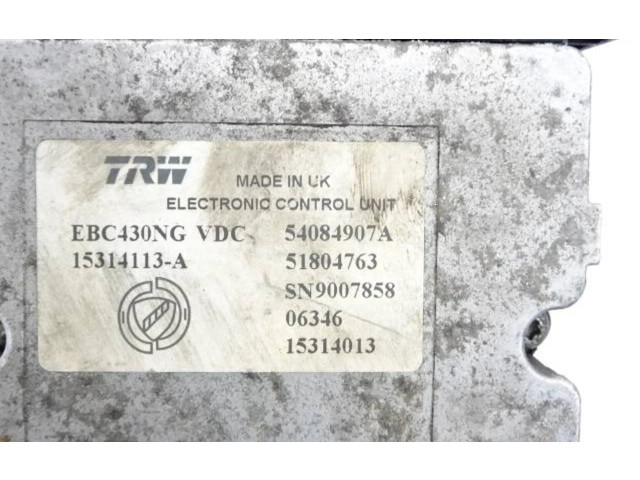 TRW
MADE IN UK
ELECTRONIC CONTROL UNIT
EBC430NG VDC 54084907A
15314113-A 51804763
SN9007858
06346
15314013